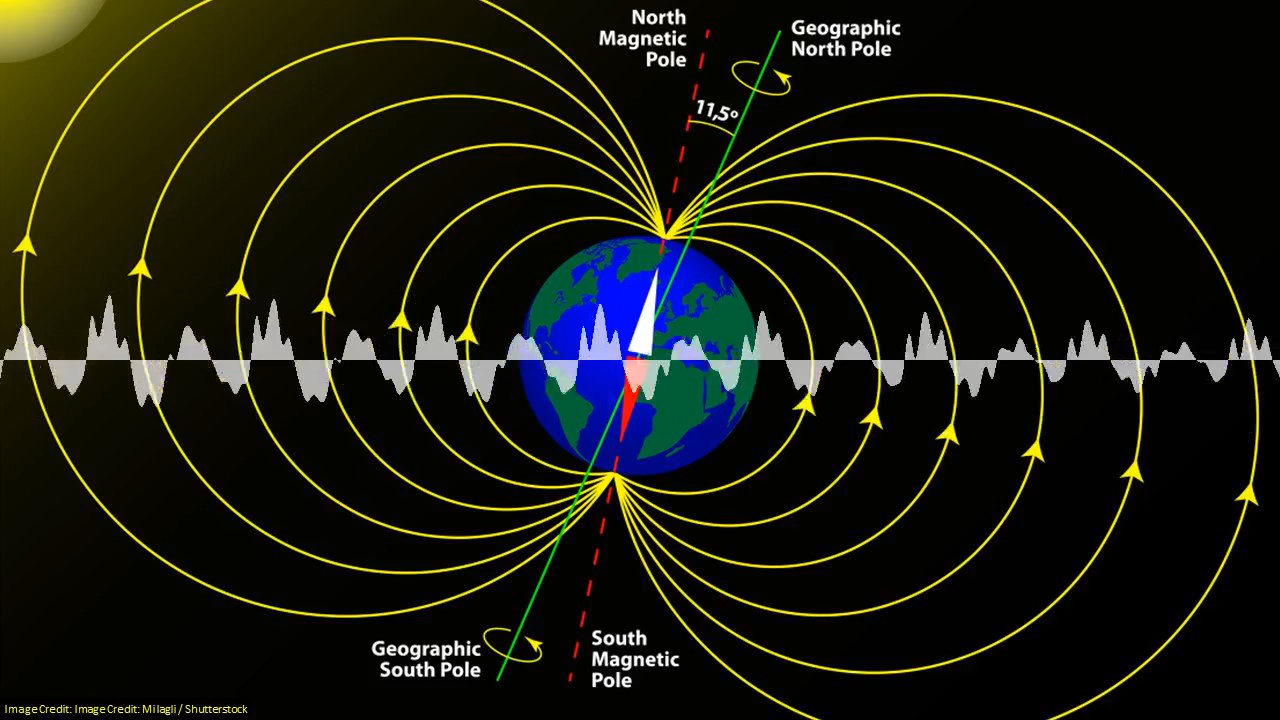 North
Magnetic
Pole
Geographic
North Pole
11,5º
Geographic
South Pole
South
Magnetic
Pole
Image Credit: Image Credit: Milagli / Shutterstock